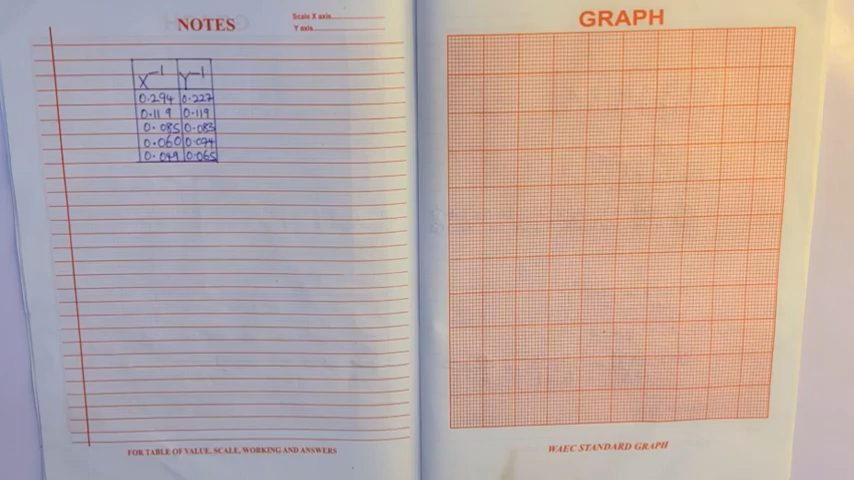 NOTES
Scale X axis
Y axis
X⁻¹ Y⁻¹
0.294 0.227
0.119 0.119
0.085 0.083
0.060 0.074
0.049 0.065
FOR TABLE OF VALUE, SCALE, WORKING AND ANSWERS
GRAPH
WAEC STANDARD GRAPH